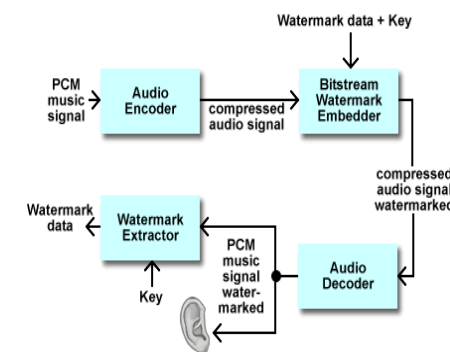 Watermark data + Key
PCM
music
signal
Audio
Encoder
compressed
audio signal
Bitstream
Watermark
Embedder
compressed
audio signal
watermarked
Watermark
data
Watermark
Extractor
Key
PCM
music
signal
water-
marked
Audio
Decoder